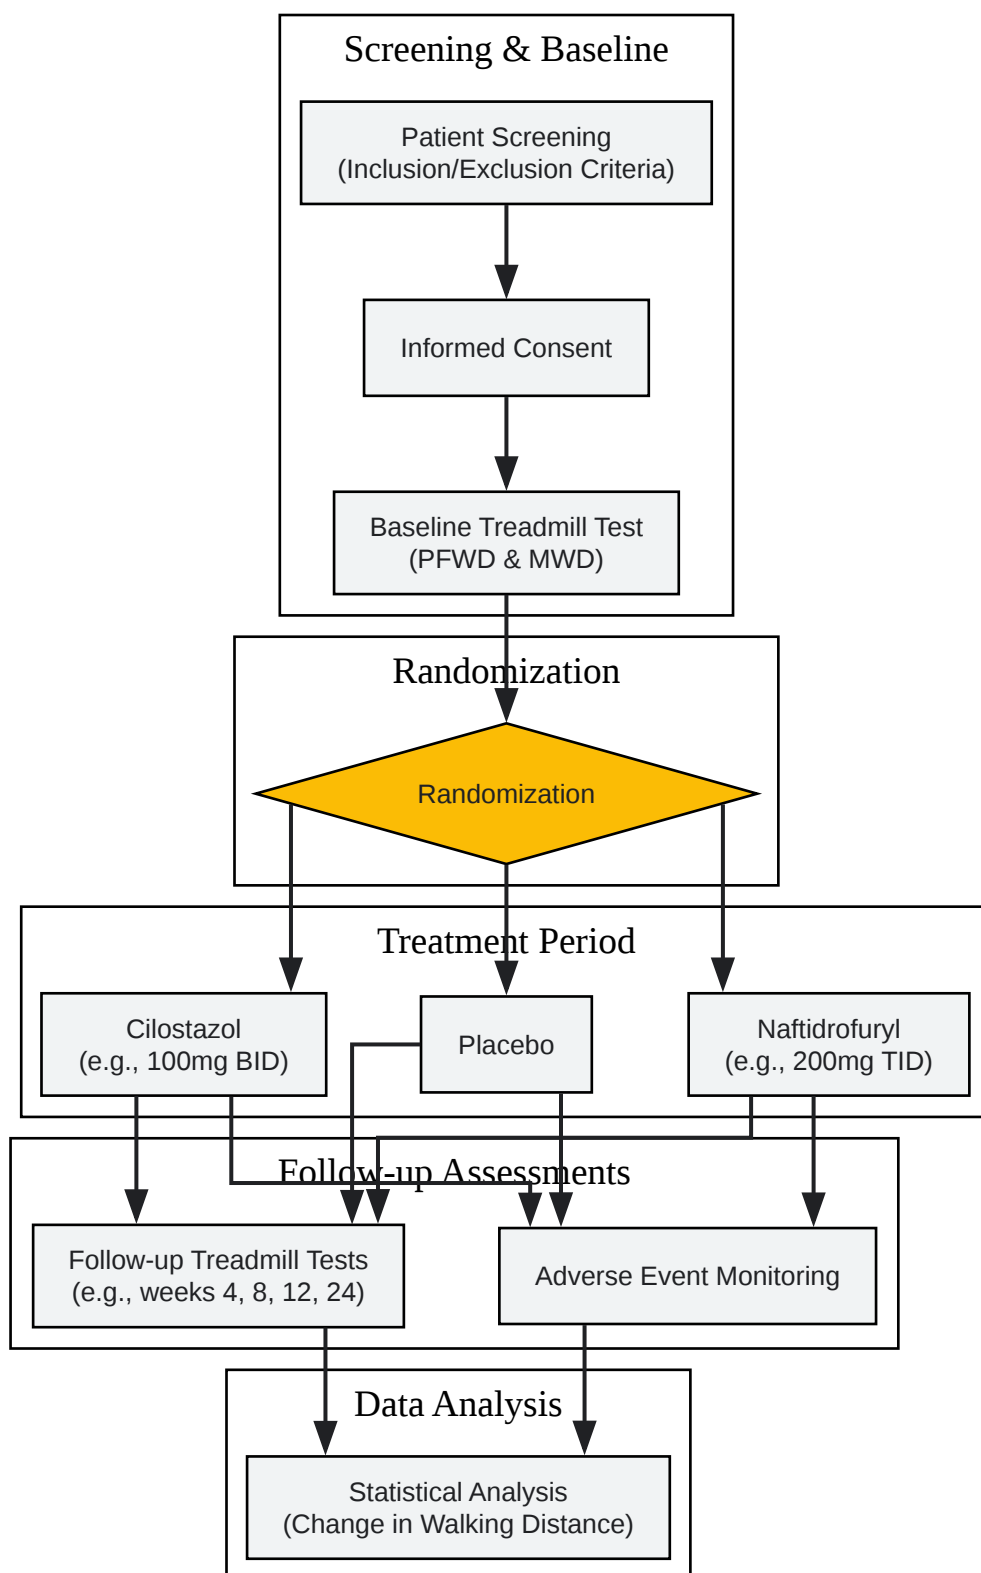 Screening & Baseline
Patient Screening
(Inclusion/Exclusion Criteria)
Informed Consent
Baseline Treadmill Test
(PFWD & MWD)
Randomization
Randomization
Treatment Period
Cilostazol
(e.g., 100mg BID)
Placebo
Naftidrofuryl
(e.g., 200mg TID)
Follow-up Assessments
Follow-up Treadmill Tests
(e.g., weeks 4, 8, 12, 24)
Adverse Event Monitoring
Data Analysis
Statistical Analysis
(Change in Walking Distance)